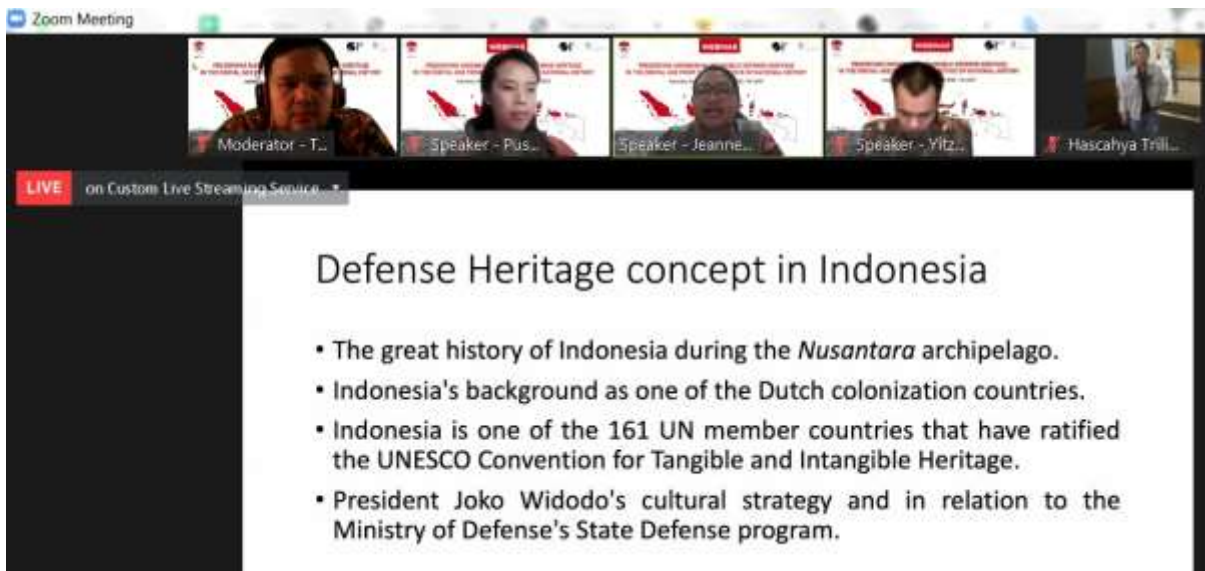 Zoom Meeting
WEBINAR
WEBINAR
WEBINAR
Moderator - T...
Speaker - Pus...
Speaker - Jeanne...
Speaker - Yitz...
Hascahya Trili...
LIVE on Custom Live Streaming Service
Defense Heritage concept in Indonesia
• The great history of Indonesia during the Nusantara archipelago.
• Indonesia's background as one of the Dutch colonization countries.
• Indonesia is one of the 161 UN member countries that have ratified
the UNESCO Convention for Tangible and Intangible Heritage.
• President Joko Widodo's cultural strategy and in relation to the
Ministry of Defense's State Defense program.